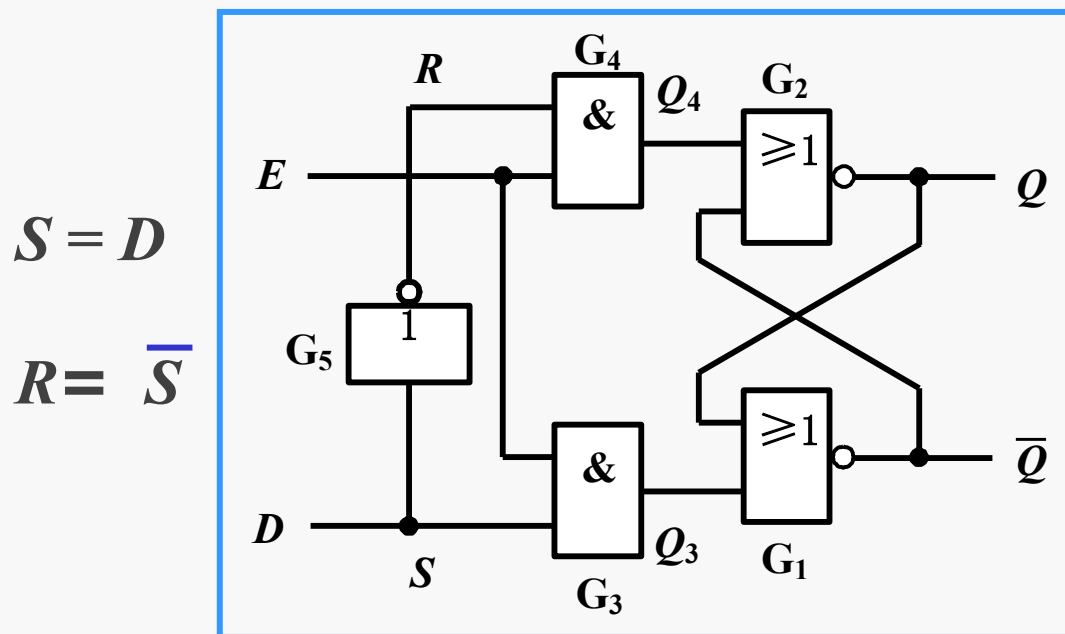 S = D
R = S̅
R
G₄
&
Q₄
G₂
≥1
E
Q
G₅
1
&
Q₃
G₃
D
S
≥1
G₁
Q̅